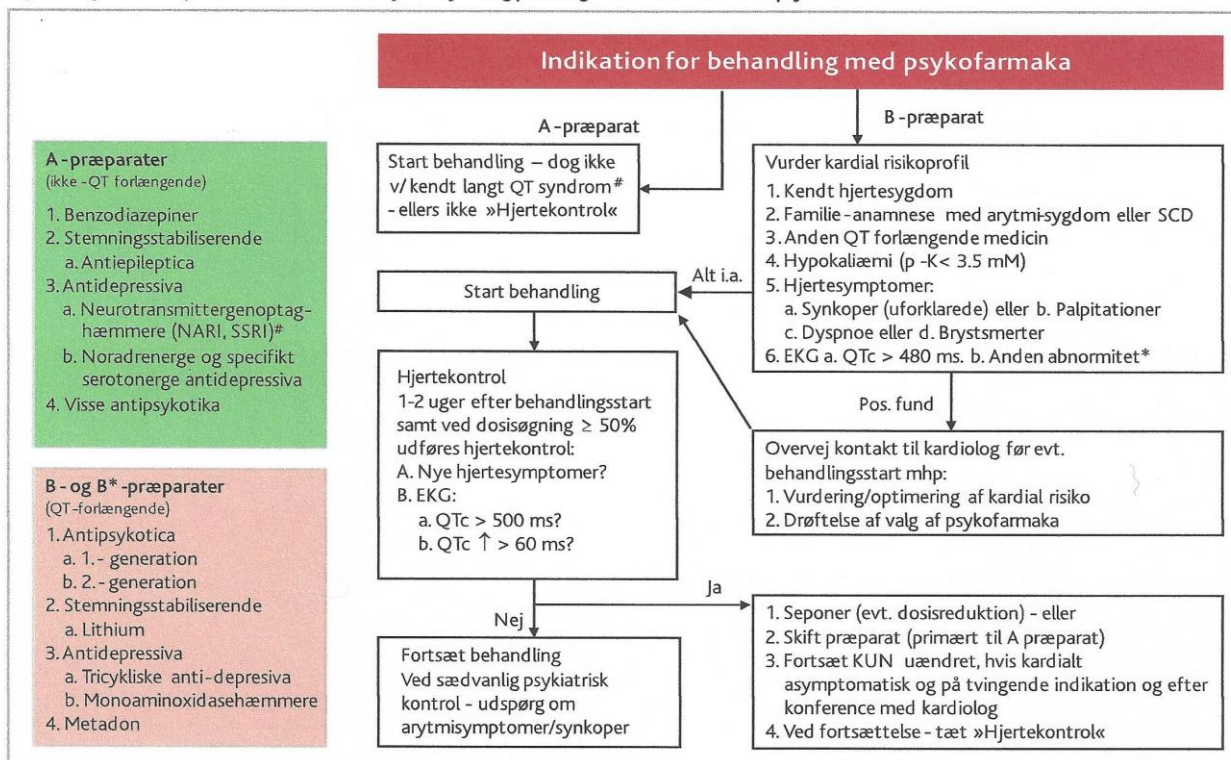 Indikation for behandling med psykofarmaka
A-præparat
B-præparat
A-præparater
(ikke-QT forlængende)
1. Benzodiazepiner
2. Stemningsstabiliserende
a. Antiepileptica
3. Antidepressiva
a. Neurotransmittergenoptag-
hæmmere (NARI, SSRI)#
b. Noradrenerge og specifikt
serotonerge antidepressiva
4. Visse antipsykotika
B- og B*-præparater
(QT-forlængende)
1. Antipsykotica
a. 1.- generation
b. 2.- generation
2. Stemningsstabiliserende
a. Lithium
3. Antidepressiva
a. Tricykliske anti-depresiva
b. Monoaminoxidasehæmmere
4. Metadon
Start behandling – dog ikke
v/ kendt langt QT syndrom#
- ellers ikke »Hjertekontrol«
Vurder kardial risikoprofil
1. Kendt hjertesygdom
2. Familie-anamnese med arytmi-sygdom eller SCD
3. Anden QT forlængende medicin
4. Hypokaliæmi (p -K< 3.5 mM)
5. Hjertesymptomer:
a. Synkoper (uforklarede) eller b. Palpitationer
c. Dyspnoe eller d. Brystsmerter
6. EKG a. QTc > 480 ms. b. Anden abnormitet*
Alt i.a.
Start behandling
Pos. fund
Hjertekontrol
1-2 uger efter behandlingsstart
samt ved dosisøgning ≥ 50%
udføres hjertekontrol:
A. Nye hjertesymptomer?
B. EKG:
a. QTc > 500 ms?
b. QTc ↑ > 60 ms?
Overvej kontakt til kardiolog før evt.
behandlingsstart mhp:
1. Vurdering/optimering af kardial risiko
2. Drøftelse af valg af psykofarmaka
Ja
Nej
Fortsæt behandling
Ved sædvanlig psykiatrisk
kontrol - udspørg om
arytmisymptomer/synkoper
1. Seponer (evt. dosisreduktion) - eller
2. Skift præparat (primært til A præparat)
3. Fortsæt KUN uændret, hvis kardialt
asymptomatisk og på tvingende indikation og efter
konference med kardiolog
4. Ved fortsættelse - tæt »Hjertekontrol«